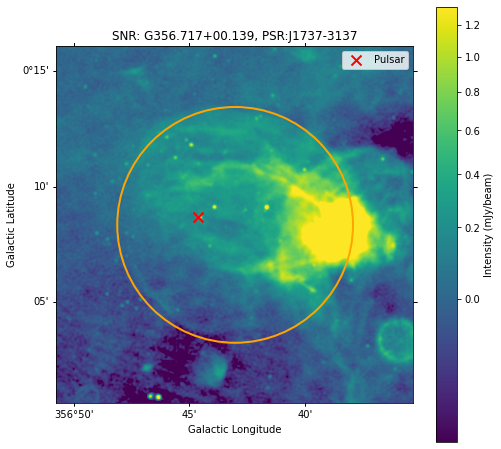 SNR: G356.717+00.139, PSR:J1737-3137
Pulsar
0°15'
10'
05'
Galactic Latitude
356°50'
45'
40'
Galactic Longitude
1.2
1.0
0.8
0.6
0.4
0.2
0.0
Intensity (mJy/beam)